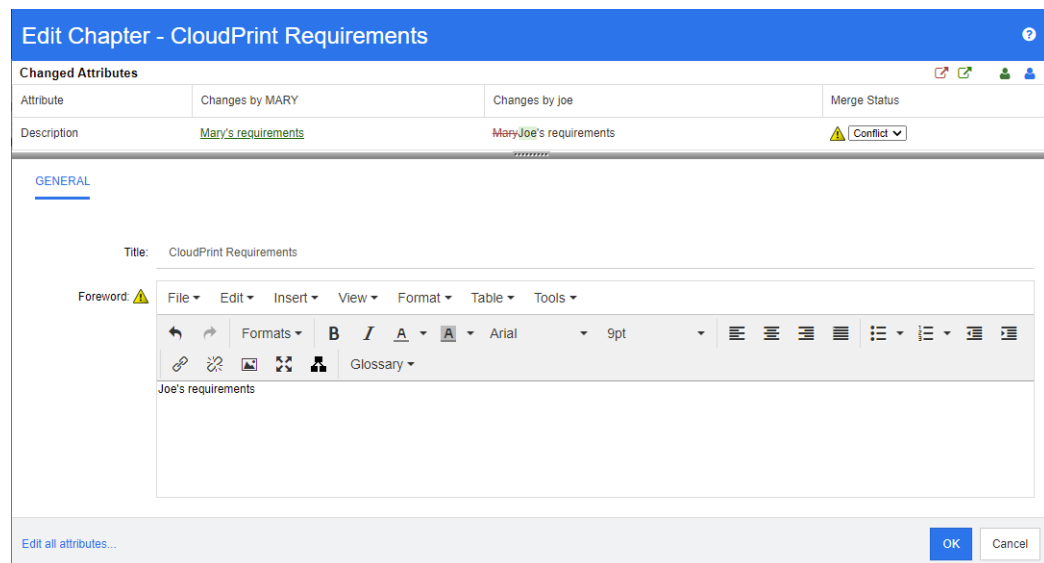 Edit Chapter - CloudPrint Requirements
Changed Attributes
Attribute Changes by MARY Changes by joe Merge Status
Description Mary's requirements MaryJoe's requirements Conflict
GENERAL
Title: CloudPrint Requirements
Foreword: File Edit Insert View Format Table Tools
Formats B I A A Arial 9pt
Glossary
Joe's requirements
Edit all attributes... OK Cancel